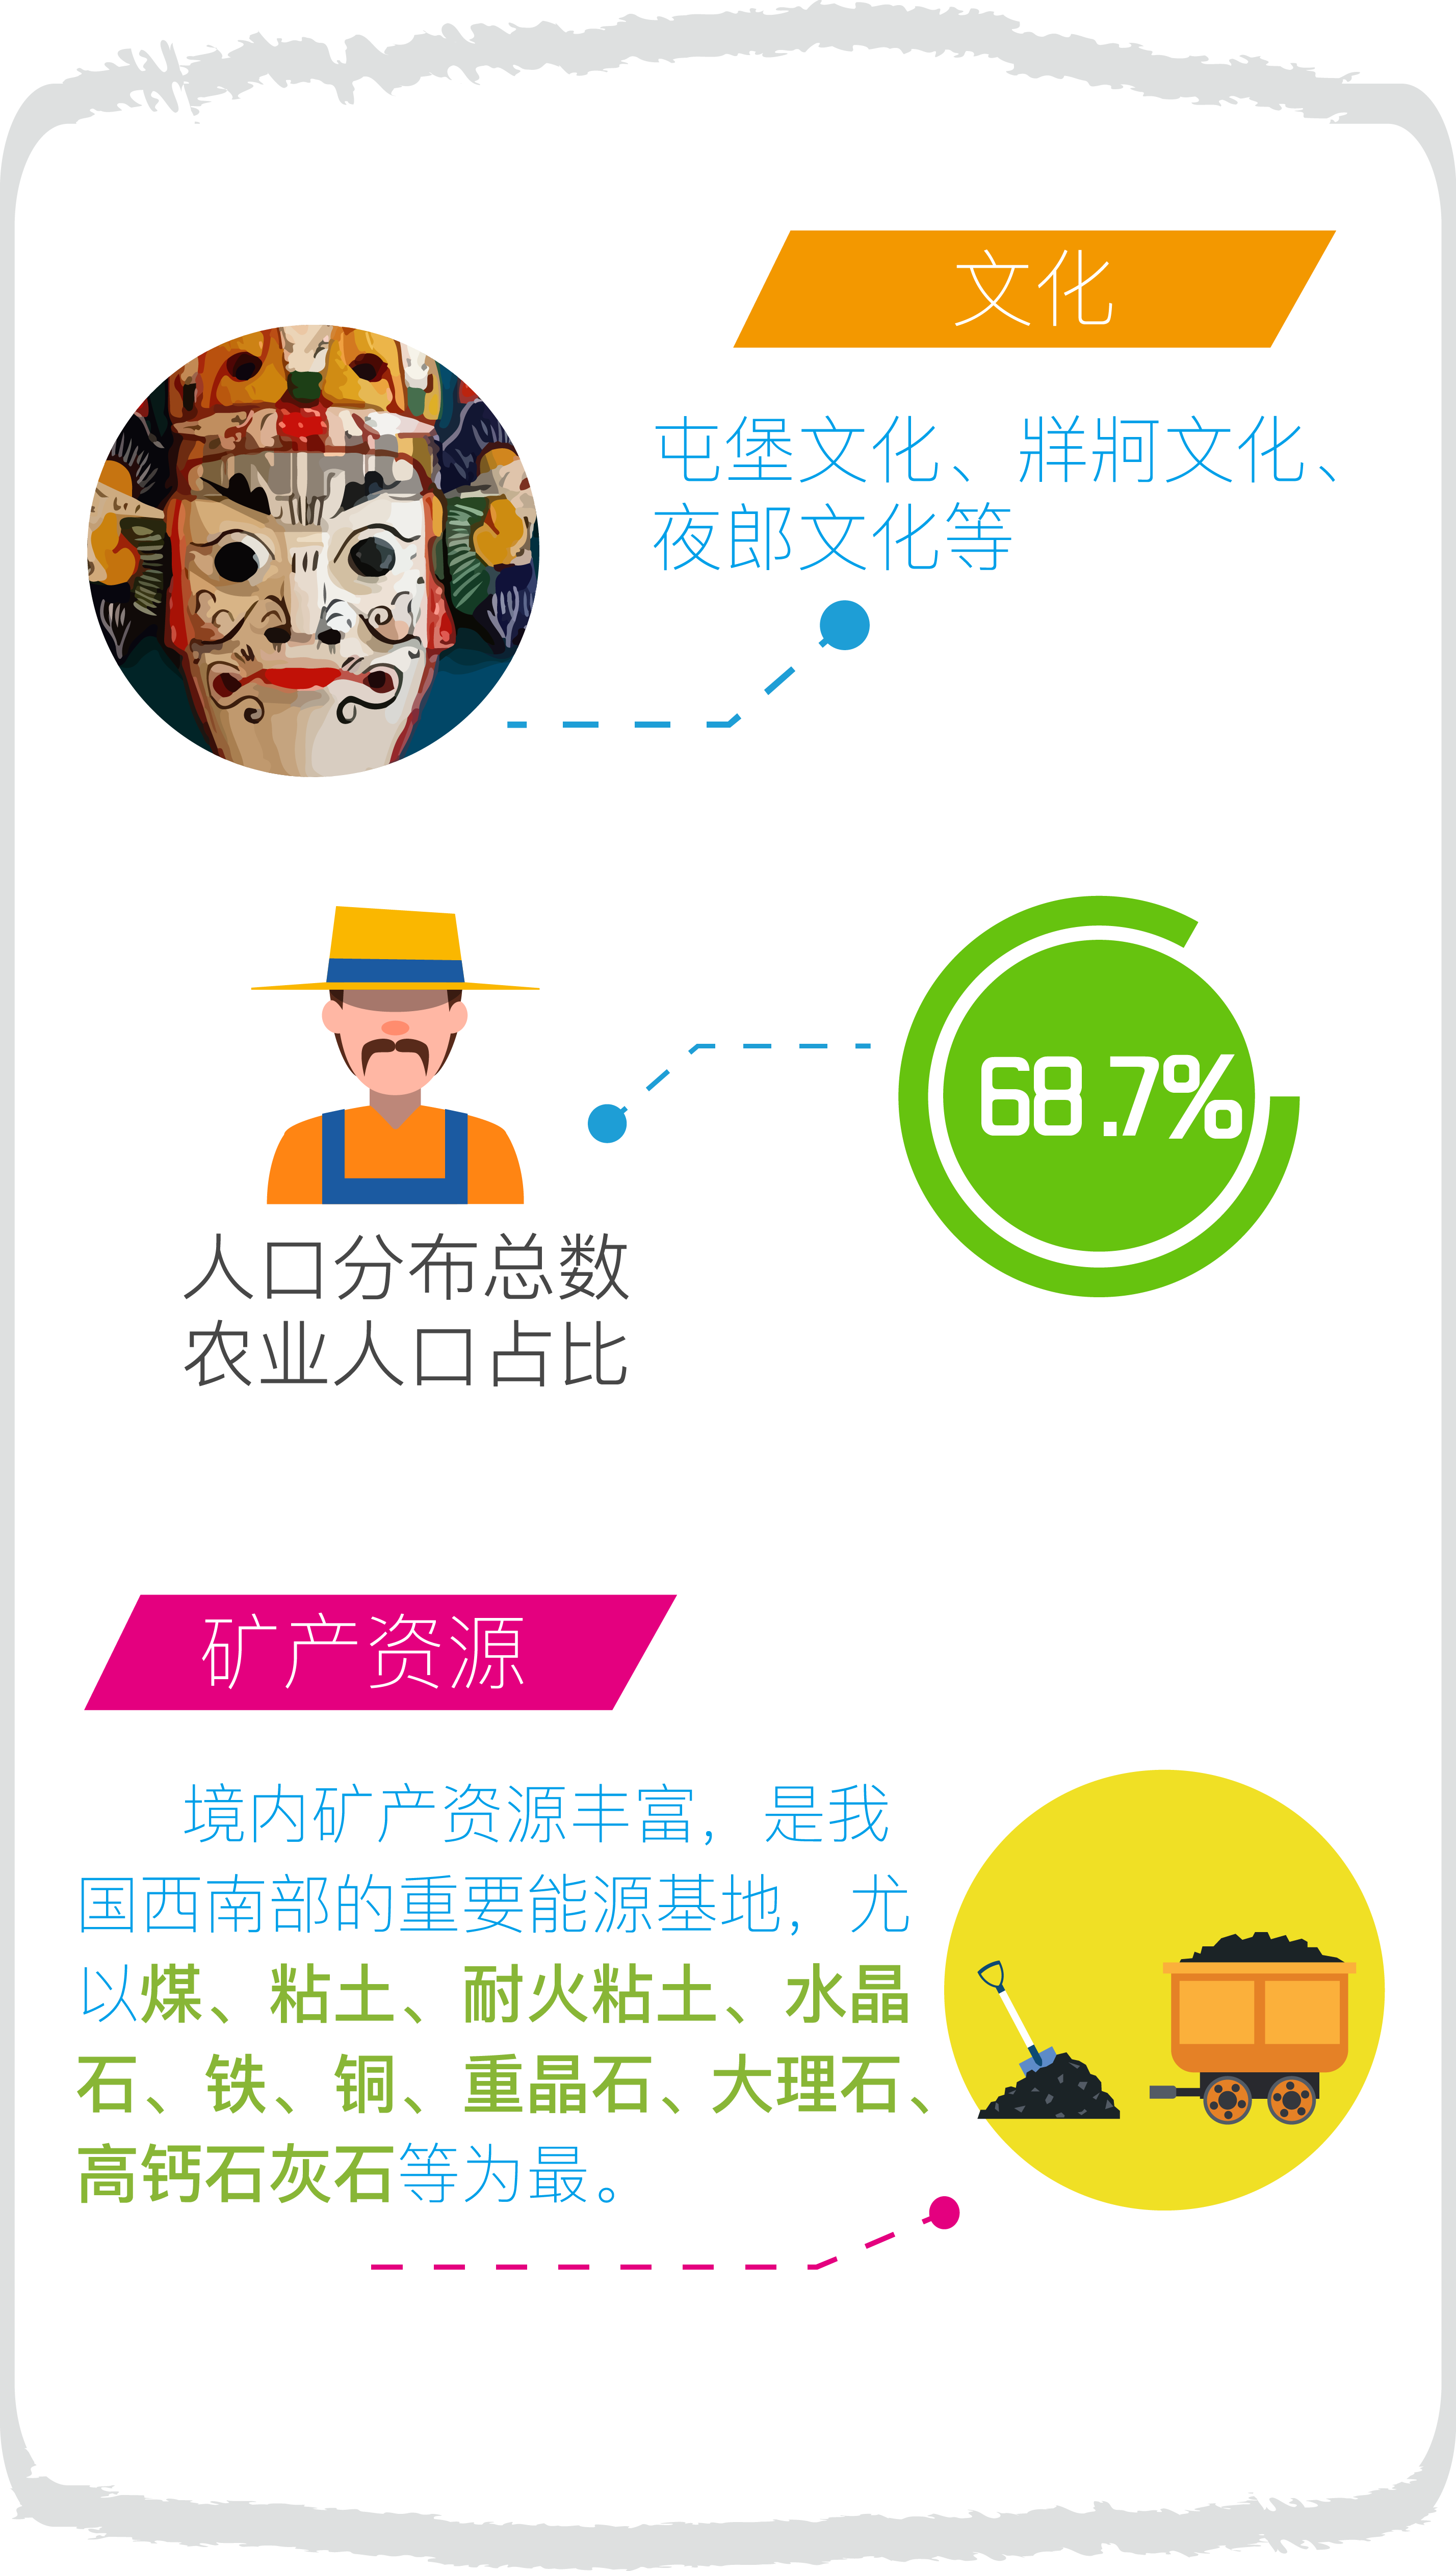 文化
屯堡文化、牂牁文化、
夜郎文化等
68.7%
人口分布总数
农业人口占比
矿产资源
境内矿产资源丰富，是我
国西南部的重要能源基地，尤
以煤、粘土、耐火粘土、水晶
石、铁、铜、重晶石、大理石、
高钙石灰石等为最。